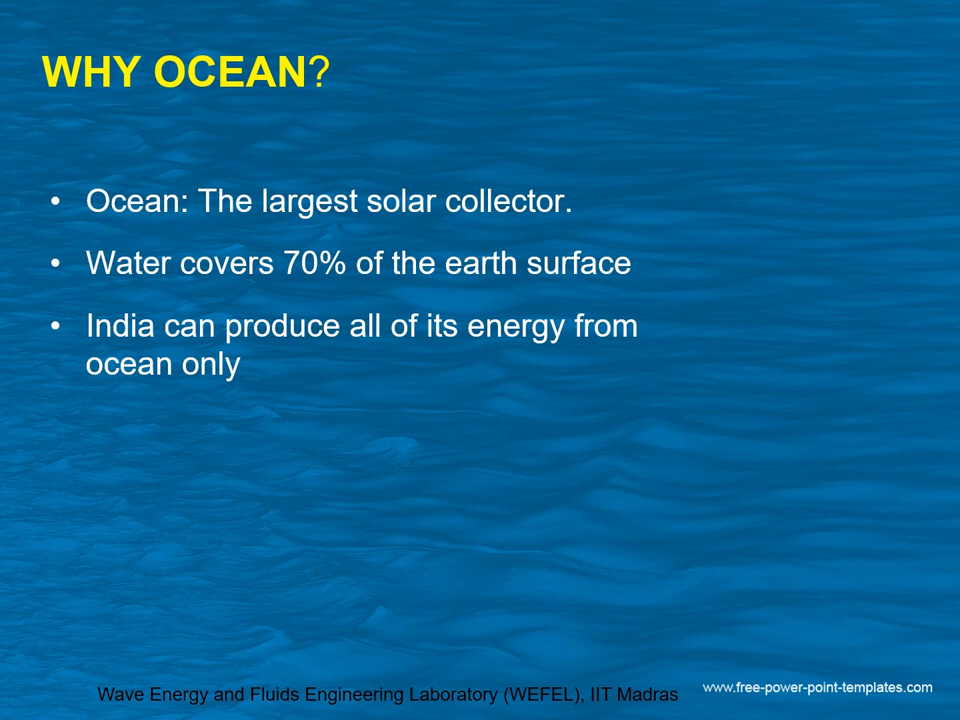 WHY OCEAN?
• Ocean: The largest solar collector.
• Water covers 70% of the earth surface
• India can produce all of its energy from
ocean only
Wave Energy and Fluids Engineering Laboratory (WEFEL), IIT Madras
www.free-power-point-templates.com